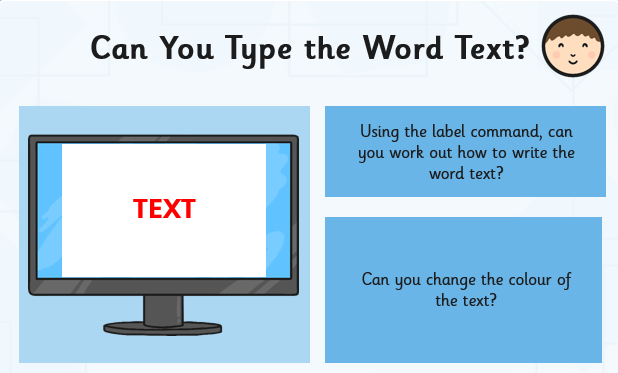 Can You Type the Word Text?
TEXT
Using the label command, can
you work out how to write the
word text?
Can you change the colour of
the text?